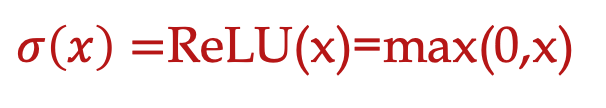 σ(x) =ReLU(x)=max(0,x)